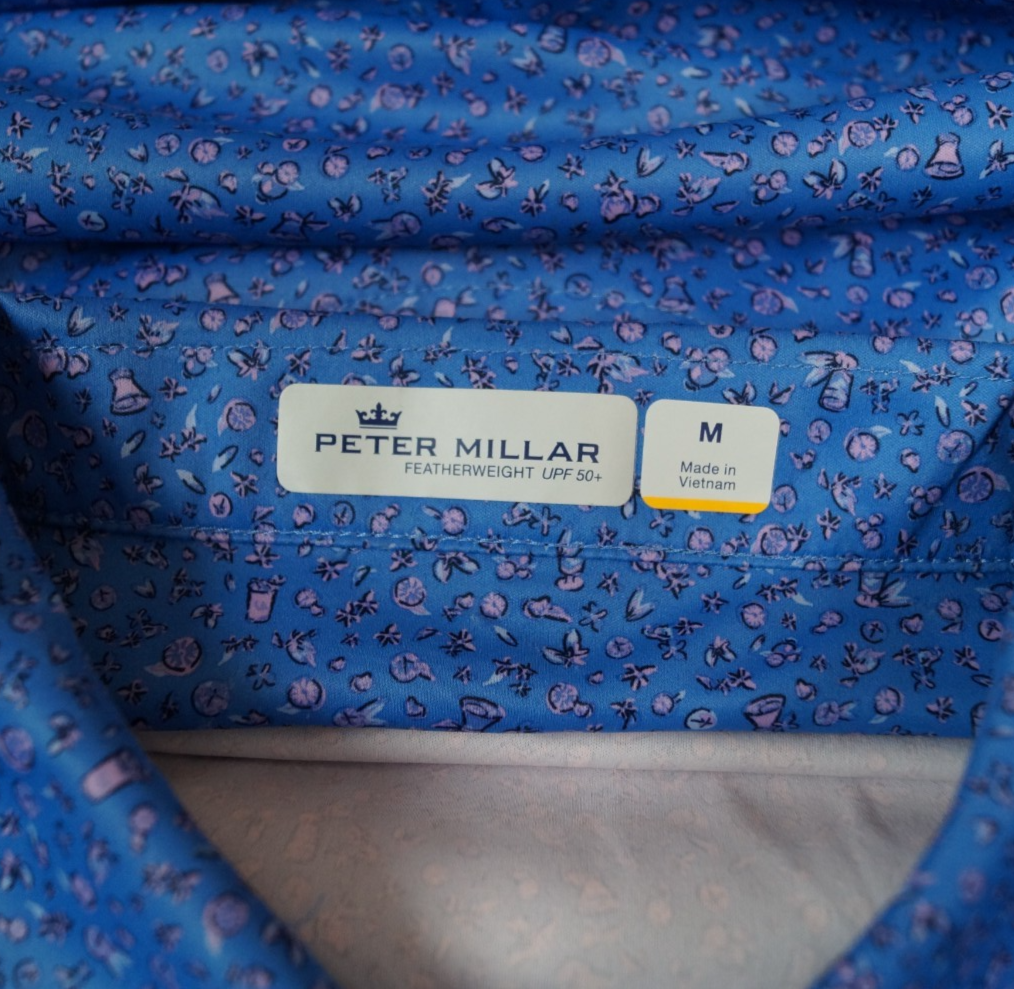 PETER MILLAR
FEATHERWEIGHT UPF 50+
M
Made in
Vietnam